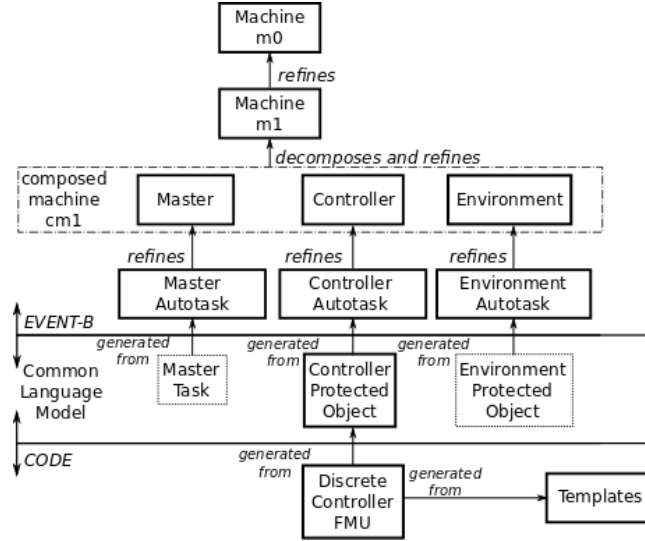 Machine
m0
refines
Machine
m1
decomposes and refines
composed
machine
cm1
Master
Controller
Environment
refines
refines
refines
Master
Autotask
Controller
Autotask
Environment
Autotask
EVENT-B
generated
from
generated
from
generated
from
Common
Language
Model
Master
Task
Controller
Protected
Object
Environment
Protected
Object
CODE
generated
from
Discrete
Controller
FMU
generated
from
Templates